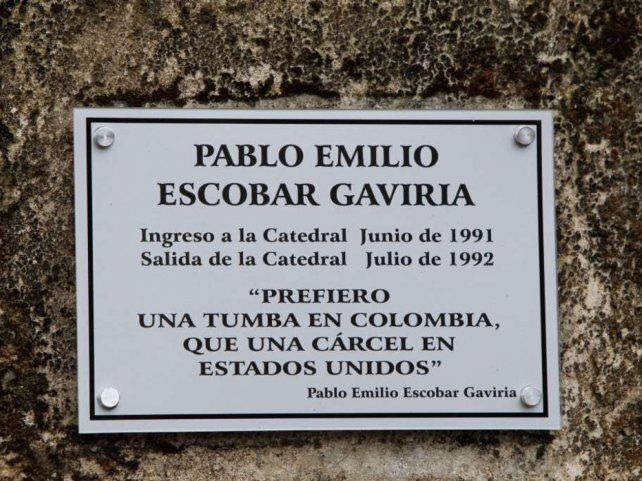 PABLO EMILIO
ESCOBAR GAVIRIA
Ingreso a la Catedral Junio de 1991
Salida de la Catedral Julio de 1992
“PREFIERO
UNA TUMBA EN COLOMBIA,
QUE UNA CÁRCEL EN
ESTADOS UNIDOS”
Pablo Emilio Escobar Gaviria